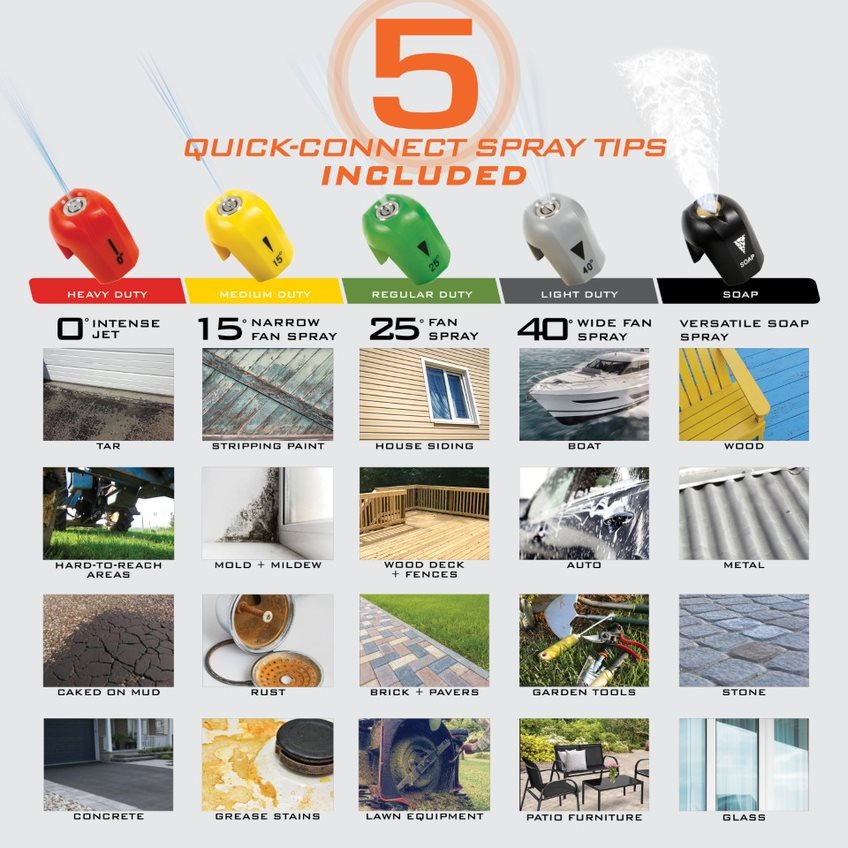 5
QUICK-CONNECT SPRAY TIPS
INCLUDED
0°
15°
25°
40°
SOAP
HEAVY DUTY
MEDIUM DUTY
REGULAR DUTY
LIGHT DUTY
SOAP
0° INTENSE
JET
15° NARROW
FAN SPRAY
25° FAN
SPRAY
40° WIDE FAN
SPRAY
VERSATILE SOAP
SPRAY
TAR
STRIPPING PAINT
HOUSE SIDING
BOAT
WOOD
HARD-TO-REACH
AREAS
MOLD + MILDEW
WOOD DECK
+ FENCES
AUTO
METAL
CAKED ON MUD
RUST
BRICK + PAVERS
GARDEN TOOLS
STONE
CONCRETE
GREASE STAINS
LAWN EQUIPMENT
PATIO FURNITURE
GLASS